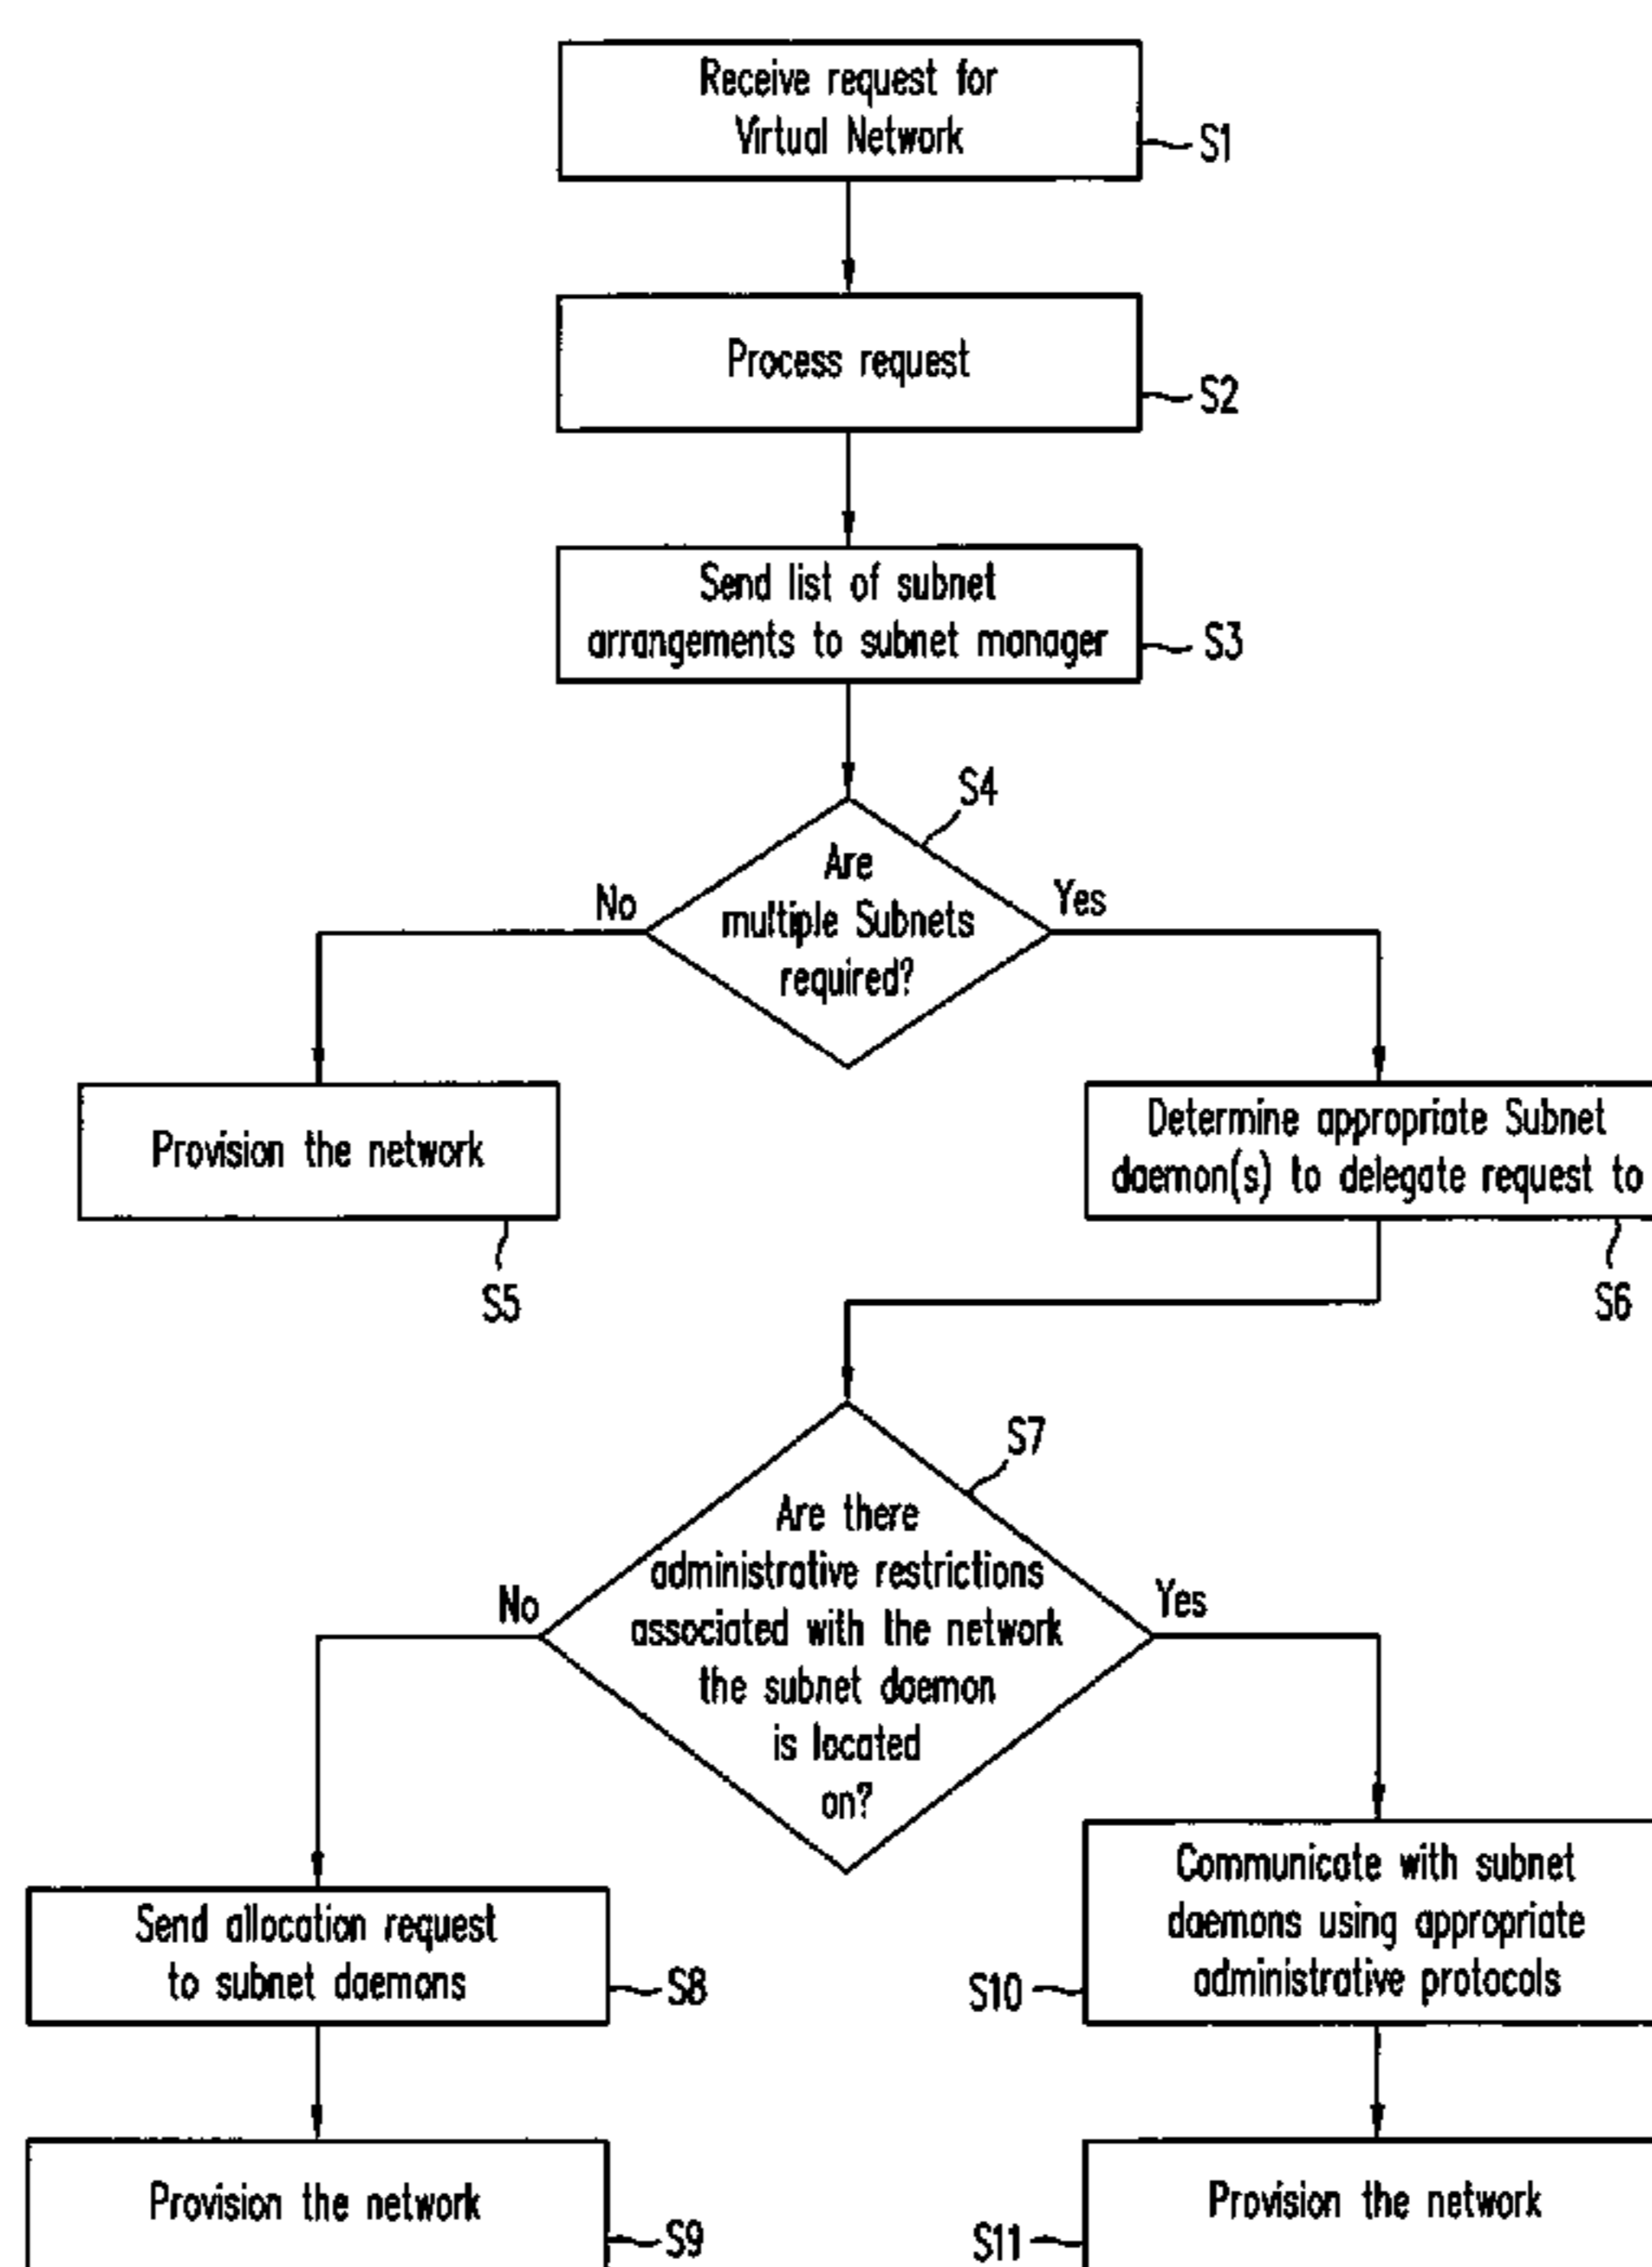 Receive request for
Virtual Network
S1
Process request
S2
Send list of subnet
arrangements to subnet manager
S3
S4
Are
multiple Subnets
required?
No
Yes
Provision the network
S5
Determine appropriate Subnet
daemon(s) to delegate request to
S6
S7
Are there
administrative restrictions
associated with the network
the subnet daemon
is located
on?
No
Yes
Send allocation request
to subnet daemons
S8
Communicate with subnet
daemons using appropriate
administrative protocols
S10
Provision the network
S9
Provision the network
S11